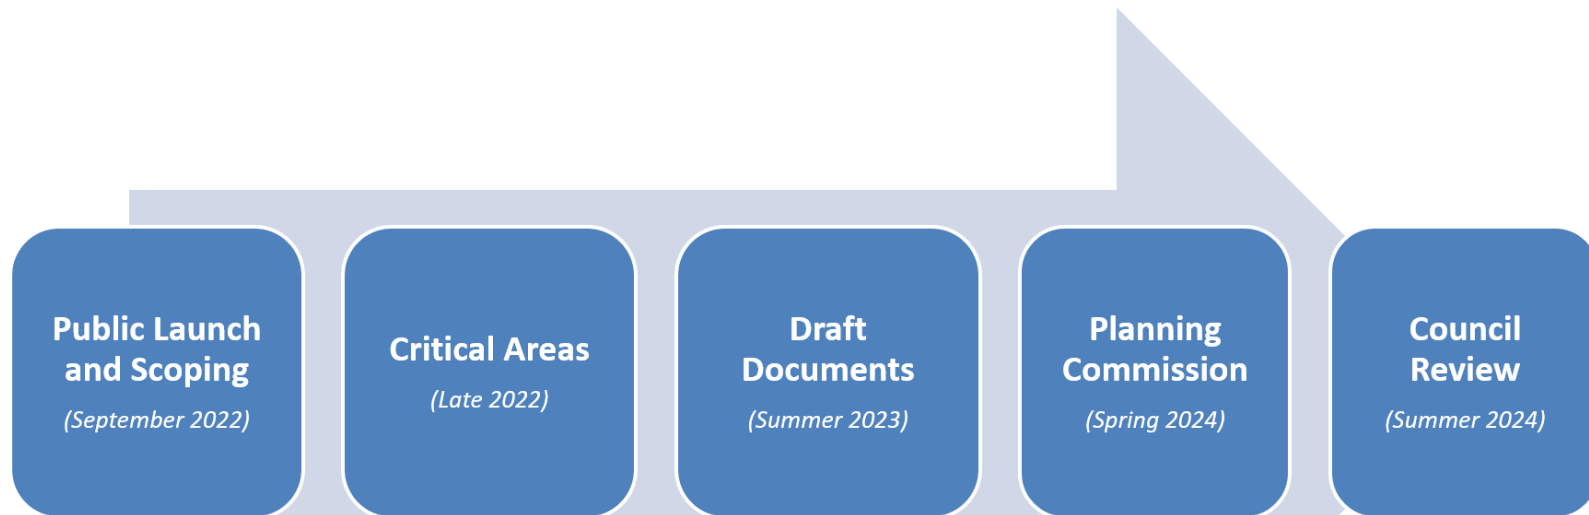 Public Launch
and Scoping
(September 2022)
Critical Areas
(Late 2022)
Draft
Documents
(Summer 2023)
Planning
Commission
(Spring 2024)
Council
Review
(Summer 2024)